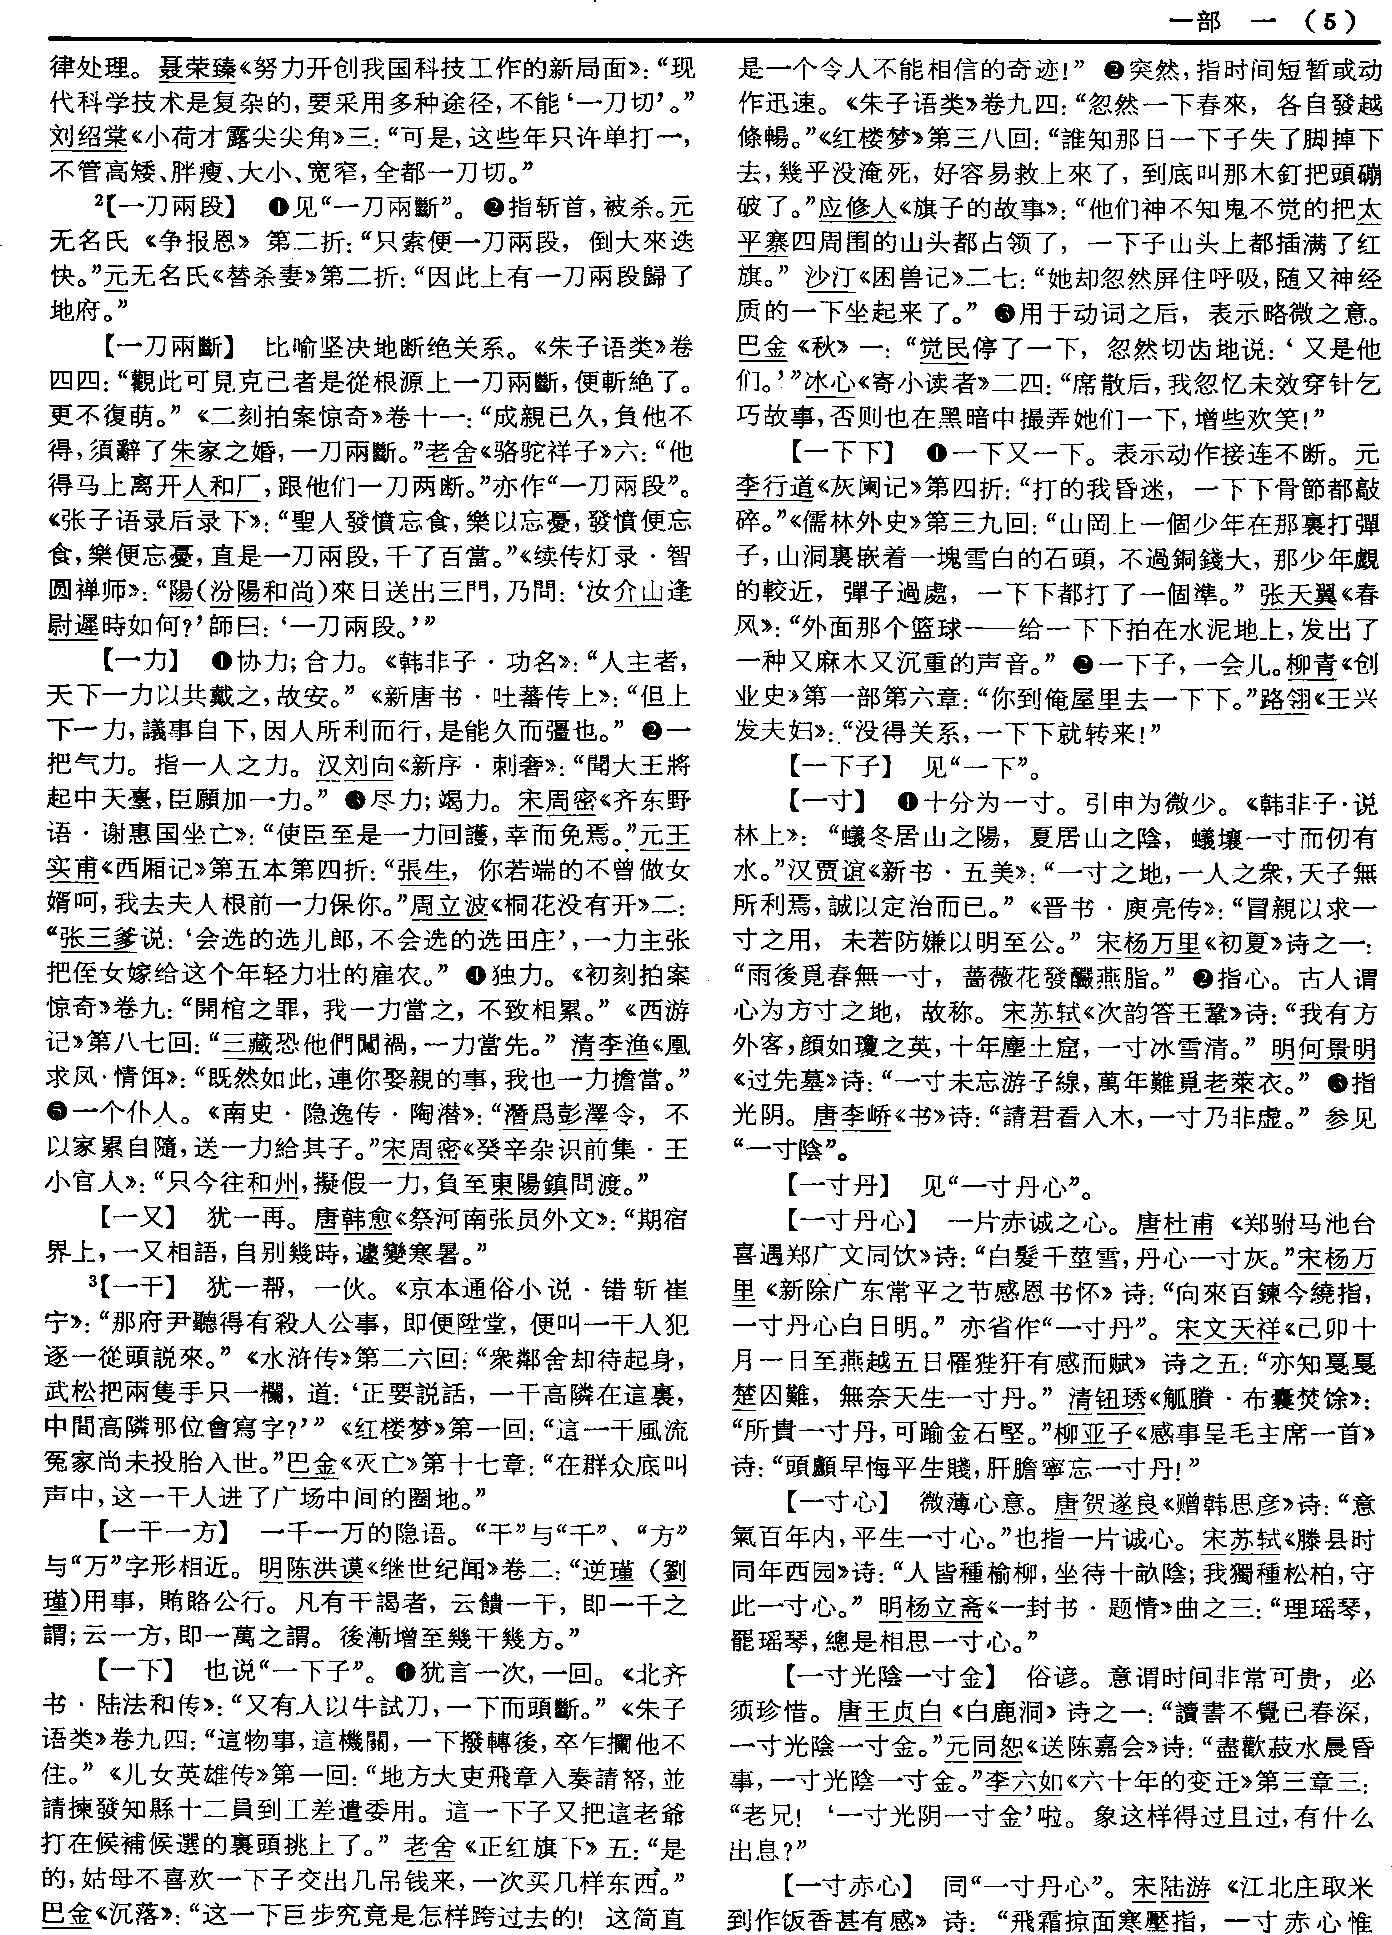 一部　一　（5）
律处理。聂荣臻《努力开创我国科技工作的新局面》：“现
代科学技术是复杂的，要采用多种途径，不能‘一刀切’。”
刘绍棠《小荷才露尖尖角》三：“可是，这些年只许单打一，
不管高矮、胖瘦、大小、宽窄，全都一刀切。”
²【一刀兩段】　❶见“一刀兩斷”。❷指斩首，被杀。元
无名氏《争报恩》第二折：“只索便一刀兩段，倒大來迭
快。”元无名氏《替杀妻》第二折：“因此上有一刀兩段歸了
地府。”
【一刀兩斷】　比喻坚决地断绝关系。《朱子语类》卷
四四：“觀此可見克己者是從根源上一刀兩斷，便斬絶了。
更不復萌。”《二刻拍案惊奇》卷十一：“成親已久，負他不
得，須辭了朱家之婚，一刀兩斷。”老舍《骆驼祥子》六：“他
得马上离开人和厂，跟他们一刀两断。”亦作“一刀兩段”。
《张子语录后录下》：“聖人發憤忘食，樂以忘憂，發憤便忘
食，樂便忘憂，直是一刀兩段，千了百當。”《续传灯录·智
圆禅师》：“陽（汾陽和尚）來日送出三門，乃問：‘汝介山逢
尉遲時如何？’師曰：‘一刀兩段。’”
【一力】　❶协力；合力。《韩非子·功名》：“人主者，
天下一力以共戴之，故安。”《新唐书·吐蕃传上》：“但上
下一力，議事自下，因人所利而行，是能久而彊也。”❷一
把气力。指一人之力。汉刘向《新序·刺奢》：“聞大王將
起中天臺，臣願加一力。”❸尽力；竭力。宋周密《齐东野
语·谢惠国坐亡》：“使臣至是一力回護，幸而免焉。”元王
实甫《西厢记》第五本第四折：“張生，你若端的不曾做女
婿呵，我去夫人根前一力保你。”周立波《桐花没有开》二：
“张三爹说：‘会选的选儿郎，不会选的选田庄’，一力主张
把侄女嫁给这个年轻力壮的雇农。”❹独力。《初刻拍案
惊奇》卷九：“開棺之罪，我一力當之，不致相累。”《西游
记》第八七回：“三藏恐他們闖禍，一力當先。”清李渔《凰
求凤·情饵》：“既然如此，連你娶親的事，我也一力擔當。”
❺一个仆人。《南史·隐逸传·陶潜》：“潛爲彭澤令，不
以家累自隨，送一力給其子。”宋周密《癸辛杂识前集·王
小官人》：“只今往和州，擬假一力，負至東陽鎮問渡。”
【一又】　犹一再。唐韩愈《祭河南张员外文》：“期宿
界上，一又相語，自别幾時，遽變寒暑。”
³【一干】　犹一帮，一伙。《京本通俗小说·错斩崔
宁》：“那府尹聽得有殺人公事，即便陞堂，便叫一干人犯
逐一從頭説來。”《水浒传》第二六回：“衆鄰舍却待起身，
武松把兩隻手只一欄，道：‘正要説話，一干高隣在這裏，
中間高隣那位會寫字？’”《红楼梦》第一回：“這一干風流
冤家尚未投胎入世。”巴金《灭亡》第十七章：“在群众底叫
声中，这一干人进了广场中间的圈地。”
【一干一方】　一千一万的隐语。“干”与“千”、“方”
与“万”字形相近。明陈洪谟《继世纪闻》卷二：“逆瑾（劉
瑾）用事，賄賂公行。凡有干謁者，云饋一干，即一千之
謂；云一方，即一萬之謂。後漸增至幾干幾方。”
【一下】　也说“一下子”。❶犹言一次，一回。《北齐
书·陆法和传》：“又有人以牛試刀，一下而頭斷。”《朱子
语类》卷九四：“這物事，這機關，一下撥轉後，卒乍攔他不
住。”《儿女英雄传》第一回：“地方大吏飛章入奏請帑，並
請揀發知縣十二員到工差遣委用。這一下子又把這老爺
打在候補候選的裏頭挑上了。”老舍《正红旗下》五：“是
的，姑母不喜欢一下子交出几吊钱来，一次买几样东西。”
巴金《沉落》：“这一下巨步究竟是怎样跨过去的！这简直
是一个令人不能相信的奇迹！”❷突然，指时间短暂或动
作迅速。《朱子语类》卷九四：“忽然一下春來，各自發越
條暢。”《红楼梦》第三八回：“誰知那日一下子失了脚掉下
去，幾乎没淹死，好容易救上來了，到底叫那木釘把頭磞
破了。”应修人《旗子的故事》：“他们神不知鬼不觉的把太
平寨四周围的山头都占领了，一下子山头上都插满了红
旗。”沙汀《困兽记》二七：“她却忽然屏住呼吸，随又神经
质的一下坐起来了。”❸用于动词之后，表示略微之意。
巴金《秋》一：“觉民停了一下，忽然切齿地说：‘又是他
们。’”冰心《寄小读者》二四：“席散后，我忽忆未效穿针乞
巧故事，否则也在黑暗中撮弄她们一下，增些欢笑！”
【一下下】　❶一下又一下。表示动作接连不断。元
李行道《灰阑记》第四折：“打的我昏迷，一下下骨節都敲
碎。”《儒林外史》第三九回：“山岡上一個少年在那裏打彈
子，山洞裏嵌着一塊雪白的石頭，不過銅錢大，那少年覷
的較近，彈子過處，一下下都打了一個準。”张天翼《春
风》：“外面那个篮球——给一下下拍在水泥地上，发出了
一种又麻木又沉重的声音。”❷一下子，一会儿。柳青《创
业史》第一部第六章：“你到俺屋里去一下下。”路翎《王兴
发夫妇》：“没得关系，一下下就转来！”
【一下子】　见“一下”。
【一寸】　❶十分为一寸。引申为微少。《韩非子·说
林上》：“蟻冬居山之陽，夏居山之陰，蟻壤一寸而仞有
水。”汉贾谊《新书·五美》：“一寸之地，一人之衆，天子無
所利焉，誠以定治而已。”《晋书·庾亮传》：“冒親以求一
寸之用，未若防嫌以明至公。”宋杨万里《初夏》诗之一：
“雨後覓春無一寸，薔薇花發釅燕脂。”❷指心。古人谓
心为方寸之地，故称。宋苏轼《次韵答王鞏》诗：“我有方
外客，顔如瓊之英，十年塵土窟，一寸冰雪清。”明何景明
《过先墓》诗：“一寸未忘游子線，萬年難覓老萊衣。”❸指
光阴。唐李峤《书》诗：“請君看入木，一寸乃非虚。”参见
“一寸陰”。
【一寸丹】　见“一寸丹心”。
【一寸丹心】　一片赤诚之心。唐杜甫《郑驸马池台
喜遇郑广文同饮》诗：“白髮千莖雪，丹心一寸灰。”宋杨万
里《新除广东常平之节感恩书怀》诗：“向來百鍊今繞指，
一寸丹心白日明。”亦省作“一寸丹”。宋文天祥《己卯十
月一日至燕越五日罹狴犴有感而赋》诗之五：“亦知戛戛
楚囚難，無奈天生一寸丹。”清钮琇《觚賸·布囊焚馀》：
“所貴一寸丹，可踰金石堅。”柳亚子《感事呈毛主席一首》
诗：“頭顱早悔平生賤，肝膽寧忘一寸丹！”
【一寸心】　微薄心意。唐贺遂良《赠韩思彦》诗：“意
氣百年内，平生一寸心。”也指一片诚心。宋苏轼《滕县时
同年西园》诗：“人皆種榆柳，坐待十畝陰；我獨種松柏，守
此一寸心。”明杨立斋《一封书·题情》曲之三：“理瑶琴，
罷瑶琴，總是相思一寸心。”
【一寸光陰一寸金】　俗谚。意谓时间非常可贵，必
须珍惜。唐王贞白《白鹿洞》诗之一：“讀書不覺已春深，
一寸光陰一寸金。”元同恕《送陈嘉会》诗：“盡歡菽水晨昏
事，一寸光陰一寸金。”李六如《六十年的变迁》第三章三：
“老兄！‘一寸光阴一寸金’啦。象这样得过且过，有什么
出息？”
【一寸赤心】　同“一寸丹心”。宋陆游《江北庄取米
到作饭香甚有感》诗：“飛霜掠面寒壓指，一寸赤心惟